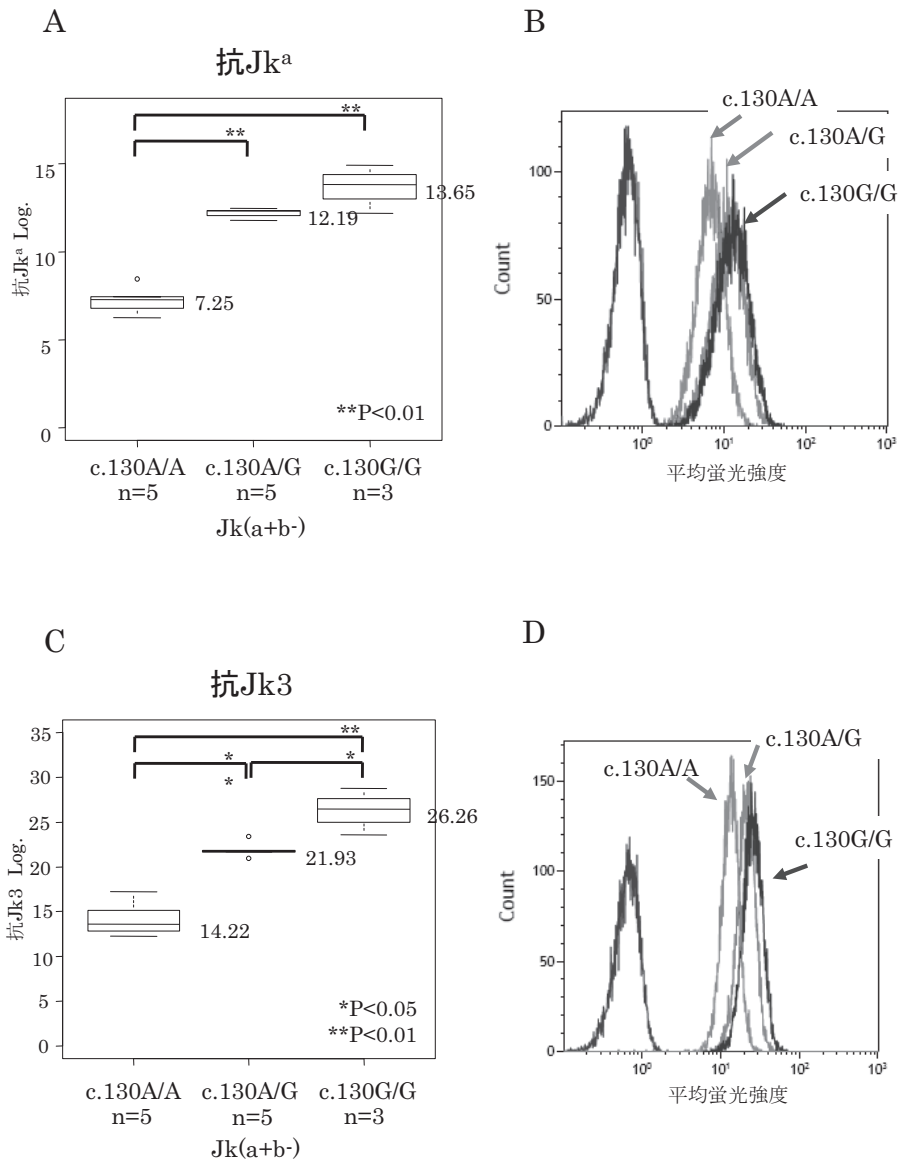 A
抗Jkᵃ
**
**
15
10
5
0
抗Jkᵃ Log.
7.25
12.19
13.65
**P<0.01
c.130A/A
n=5
c.130A/G
n=5
c.130G/G
n=3
Jk(a+b-)
B
c.130A/A
c.130A/G
c.130G/G
100
50
0
Count
10⁰
10¹
10²
10³
平均蛍光強度
C
抗Jk3
**
*
*
*
35
30
25
20
15
10
5
0
抗Jk3 Log.
14.22
21.93
26.26
*P<0.05
**P<0.01
c.130A/A
n=5
c.130A/G
n=5
c.130G/G
n=3
Jk(a+b-)
D
c.130A/G
c.130A/A
c.130G/G
150
100
50
0
Count
10⁰
10¹
10²
10³
平均蛍光強度